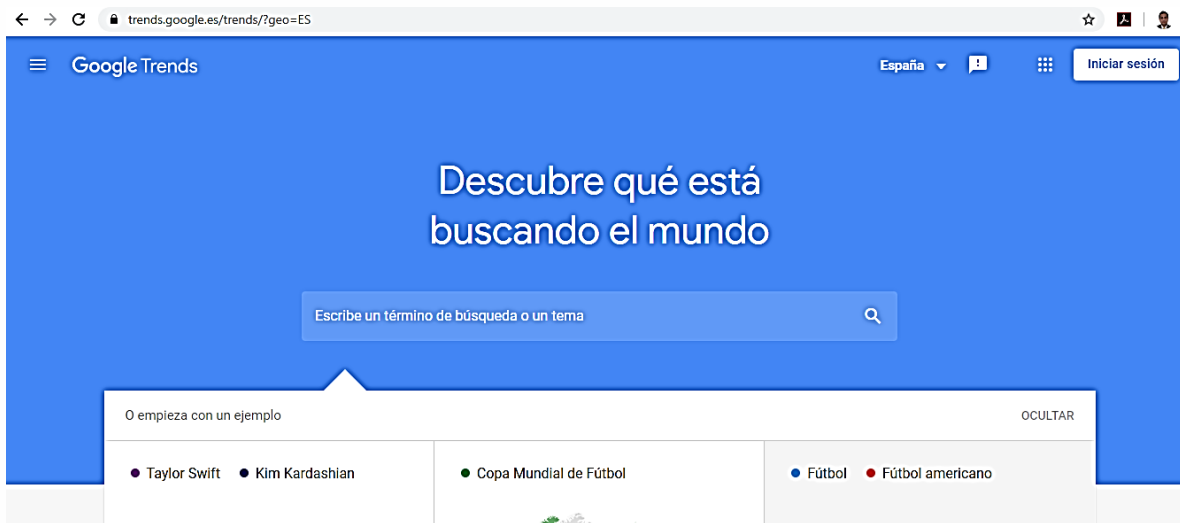 trends.google.es/trends/?geo=ES
Google Trends
España
Iniciar sesión
Descubre qué está
buscando el mundo
Escribe un término de búsqueda o un tema
O empieza con un ejemplo
OCULTAR
Taylor Swift Kim Kardashian
Copa Mundial de Fútbol
Fútbol Fútbol americano